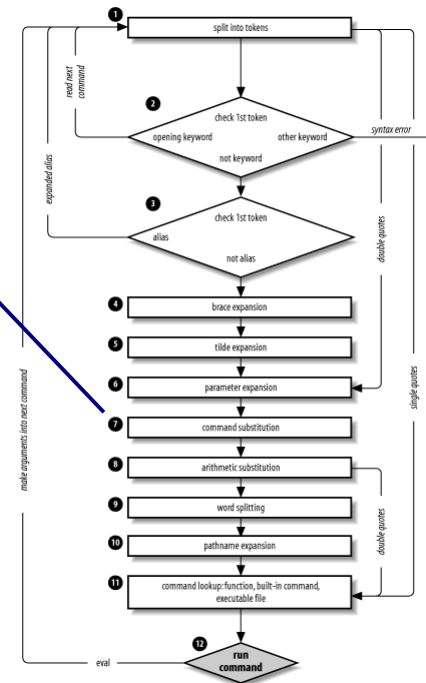 1
split into tokens
read next
command
2
check 1st token
opening keyword
other keyword
not keyword
syntax error
expanded alias
3
check 1st token
alias
not alias
double quotes
4
brace expansion
5
tilde expansion
6
parameter expansion
7
command substitution
8
arithmetic substitution
9
word splitting
10
pathname expansion
11
command lookup: function, built-in command,
executable file
double quotes
single quotes
make arguments into next command
12
run
command
eval